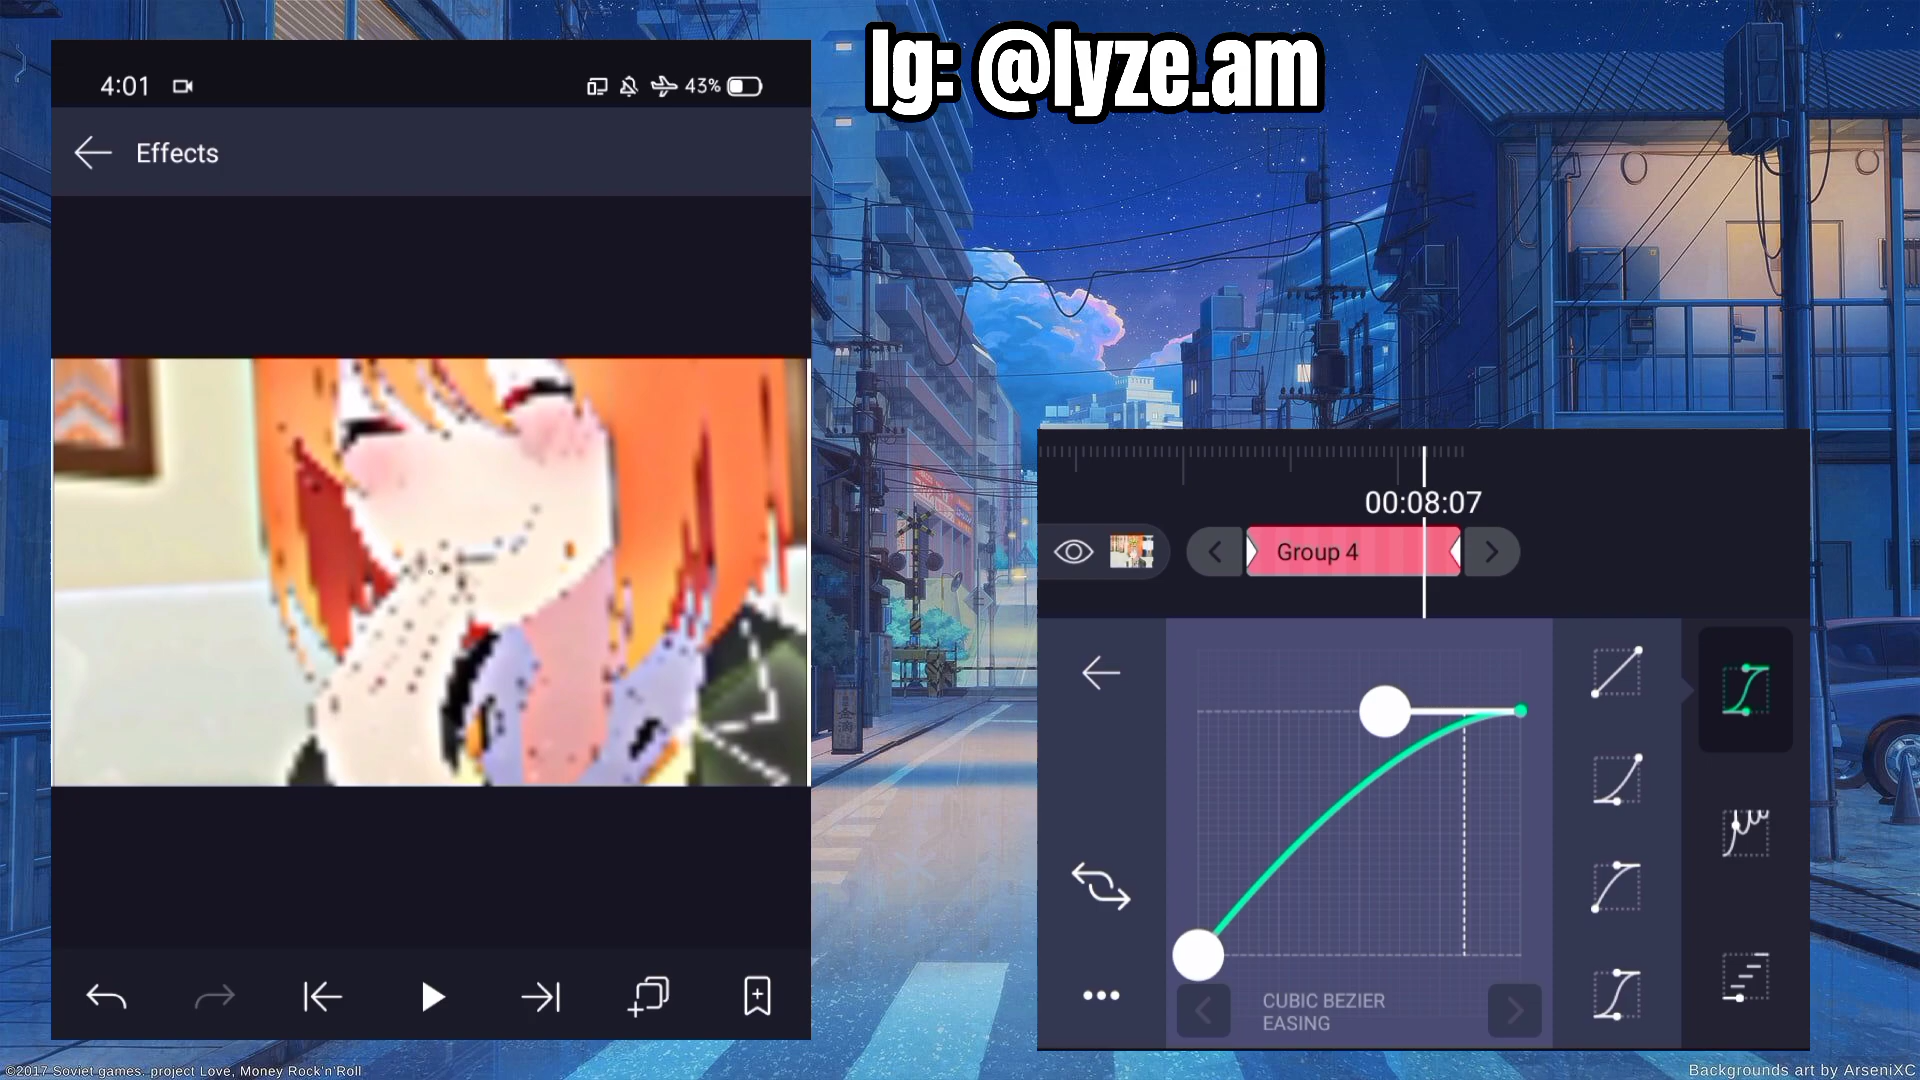 Ig: @lyze.am
4:01
43%
Effects
00:08:07
Group 4
CUBIC BEZIER
EASING
©2017 Soviet games. project Love, Money Rock'n'Roll
Backgrounds art by ArseniXC